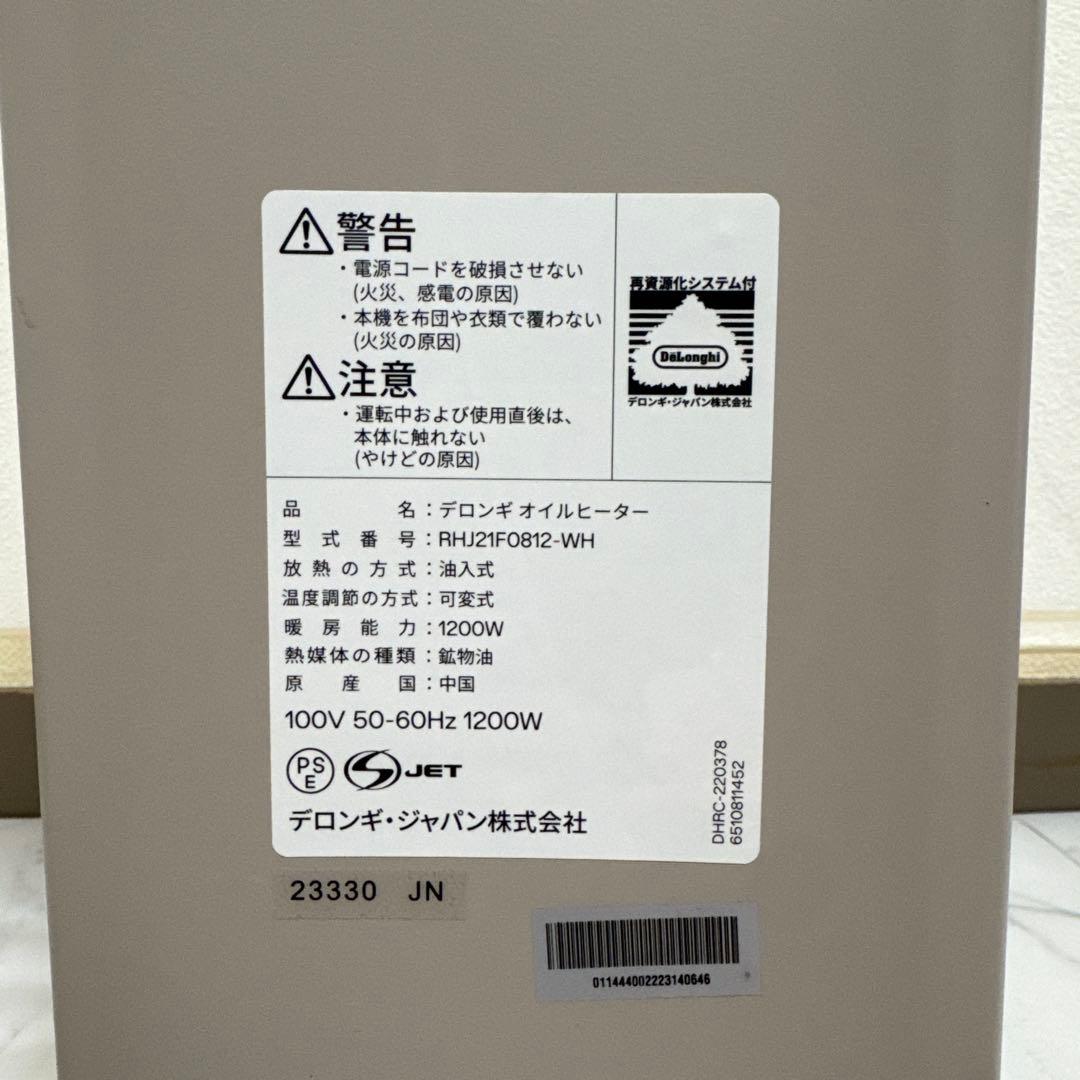 警告
・電源コードを破損させない
(火災、感電の原因)
・本機を布団や衣類で覆わない
(火災の原因)
注意
・運転中および使用直後は、
本体に触れない
(やけどの原因)
再資源化システム付
DeLonghi
デロンギ・ジャパン株式会社
品名：デロンギ オイルヒーター
型式番号：RHJ21F0812-WH
放熱の方式：油入式
温度調節の方式：可変式
暖房能力：1200W
熱媒体の種類：鉱物油
原産国：中国
100V 50-60Hz 1200W
PSE
JET
デロンギ・ジャパン株式会社
DHRC-220378
6510811452
23330 JN
011444002223140646